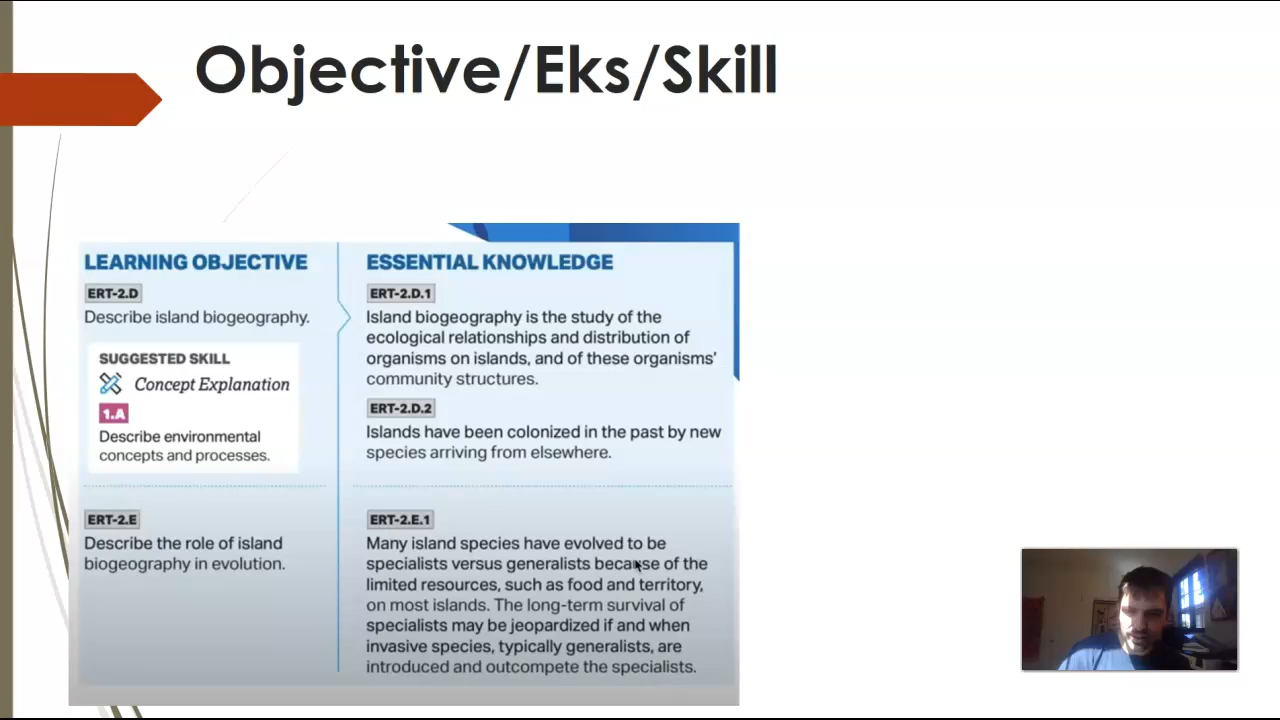 Objective/Eks/Skill
LEARNING OBJECTIVE
ERT-2.D
Describe island biogeography.
SUGGESTED SKILL
Concept Explanation
1.A
Describe environmental
concepts and processes.
ERT-2.E
Describe the role of island
biogeography in evolution.
ESSENTIAL KNOWLEDGE
ERT-2.D.1
Island biogeography is the study of the
ecological relationships and distribution of
organisms on islands, and of these organisms'
community structures.
ERT-2.D.2
Islands have been colonized in the past by new
species arriving from elsewhere.
ERT-2.E.1
Many island species have evolved to be
specialists versus generalists because of the
limited resources, such as food and territory,
on most islands. The long-term survival of
specialists may be jeopardized if and when
invasive species, typically generalists, are
introduced and outcompete the specialists.